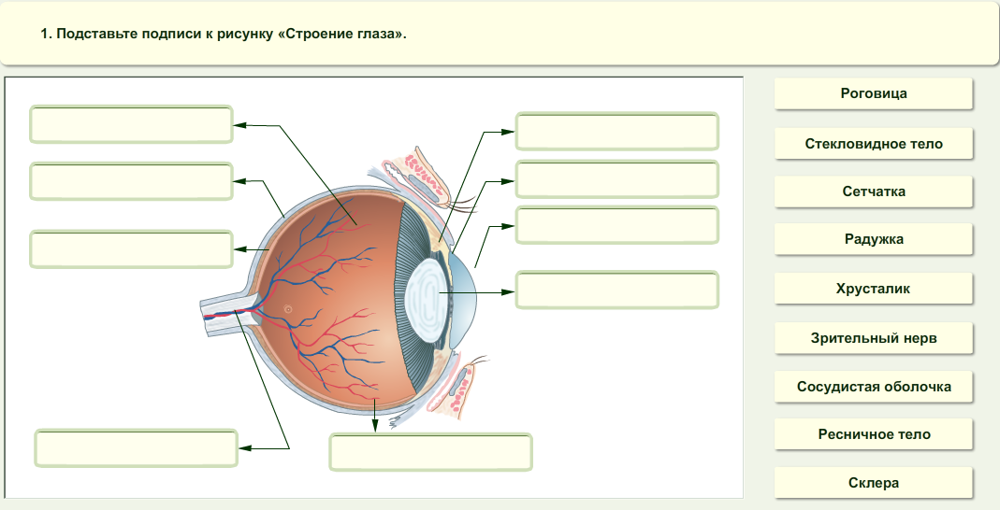 1. Подставьте подписи к рисунку «Строение глаза».
Роговица
Стекловидное тело
Сетчатка
Радужка
Хрусталик
Зрительный нерв
Сосудистая оболочка
Ресничное тело
Склера